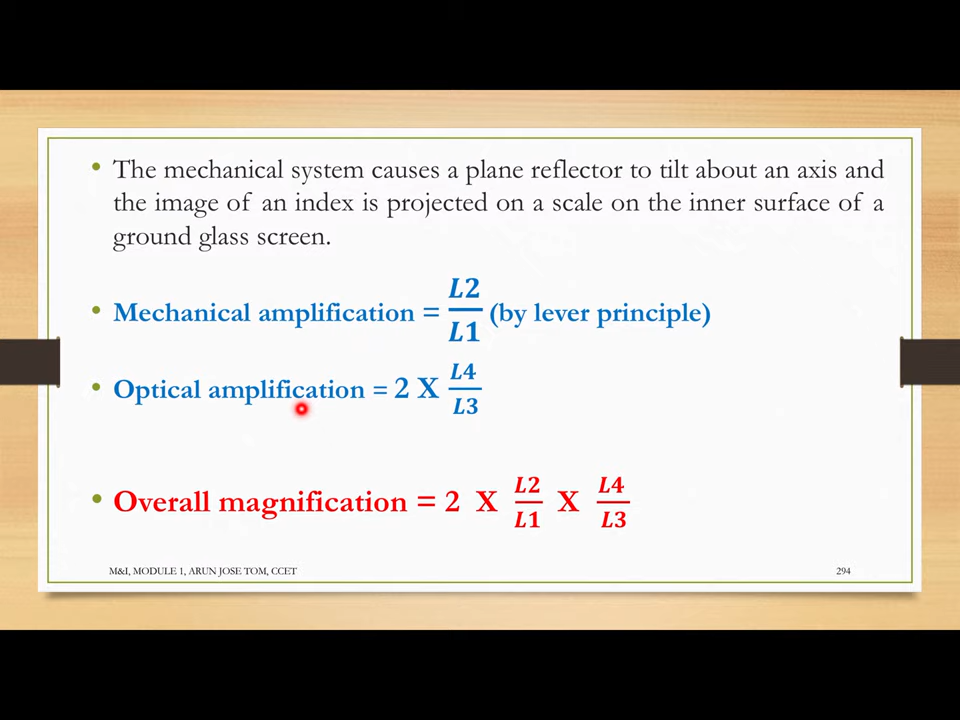 • The mechanical system causes a plane reflector to tilt about an axis and
the image of an index is projected on a scale on the inner surface of a
ground glass screen.
• Mechanical amplification = L2/L1 (by lever principle)
• Optical amplification = 2 X L4/L3
• Overall magnification = 2 X L2/L1 X L4/L3
M&I, MODULE 1, ARUN JOSE TOM, CCET 294